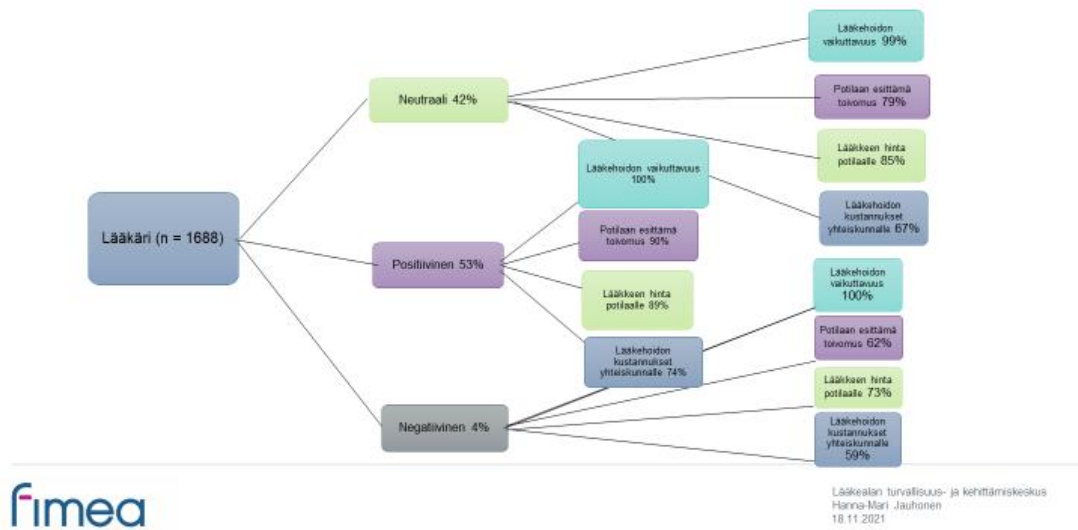 Lääkäri (n = 1688)
Neutraali 42%
Lääkehoidon
vaikuttavuus 99%
Potilaan esittämä
toivomus 79%
Lääkkeen hinta
potilaalle 85%
Lääkehoidon
kustannukset
yhteiskunnalle 67%
Positiivinen 53%
Lääkehoidon vaikuttavuus
100%
Potilaan esittämä
toivomus 90%
Lääkkeen hinta
potilaalle 89%
Lääkehoidon
kustannukset
yhteiskunnalle 74%
Negatiivinen 4%
Lääkehoidon
vaikuttavuus
100%
Potilaan esittämä
toivomus 62%
Lääkkeen hinta
potilaalle 73%
Lääkehoidon
kustannukset
yhteiskunnalle
59%
fimea
Lääkealan turvallisuus- ja kehittämiskeskus
Hanna-Mari Jauhonen
18.11.2021